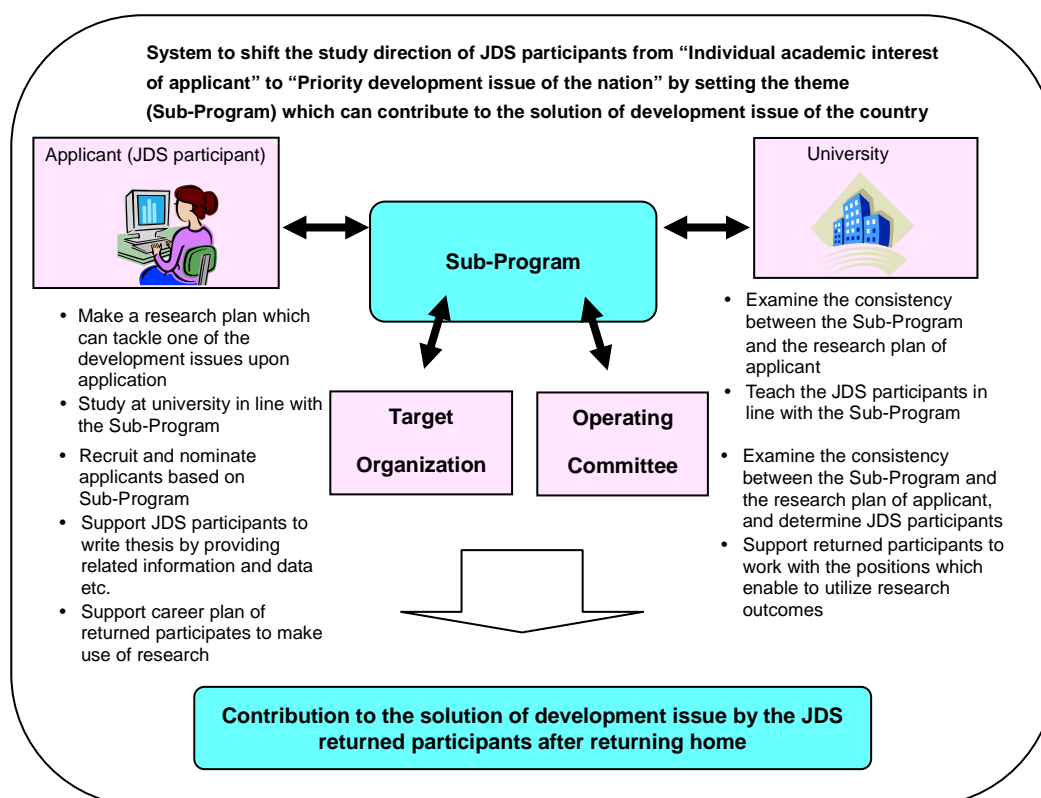 System to shift the study direction of JDS participants from “Individual academic interest
of applicant” to “Priority development issue of the nation” by setting the theme
(Sub-Program) which can contribute to the solution of development issue of the country
Applicant (JDS participant)
University
Sub-Program
• Make a research plan which
can tackle one of the
development issues upon
application
• Study at university in line with
the Sub-Program
• Recruit and nominate
applicants based on
Sub-Program
• Support JDS participants to
write thesis by providing
related information and data
etc.
• Support career plan of
returned participates to make
use of research
Target
Organization
Operating
Committee
• Examine the consistency
between the Sub-Program
and the research plan of
applicant
• Teach the JDS participants in
line with the Sub-Program
• Examine the consistency
between the Sub-Program and
the research plan of applicant,
and determine JDS participants
• Support returned participants to
work with the positions which
enable to utilize research
outcomes
Contribution to the solution of development issue by the JDS
returned participants after returning home